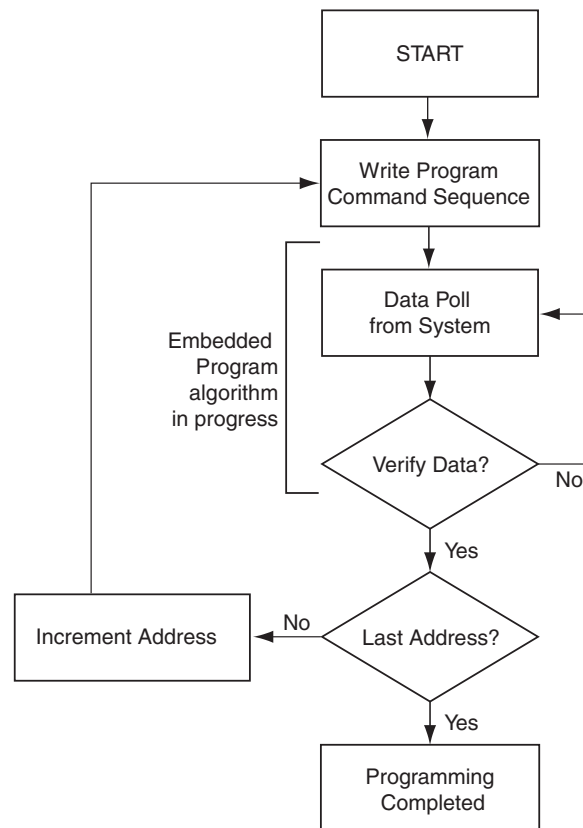 START
Write Program
Command Sequence
Data Poll
from System
Embedded
Program
algorithm
in progress
Verify Data?
No
Yes
Last Address?
No
Increment Address
Yes
Programming
Completed